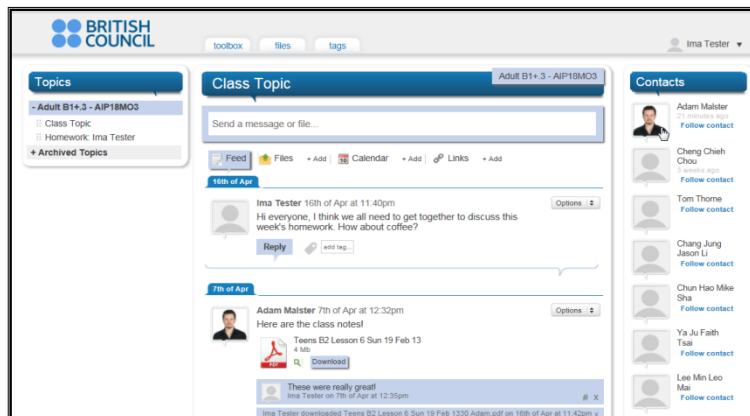 BRITISH
COUNCIL
toolbox
files
tags
Ima Tester
Topics
- Adult B1+.3 - AIP18MO3
Class Topic
Homework: Ima Tester
+ Archived Topics
Class Topic
Adult B1+.3 - AIP18MO3
Send a message or file...
Feed
Files
+ Add
Calendar
+ Add
Links
+ Add
16th of Apr
Ima Tester 16th of Apr at 11:40pm
Options
Hi everyone, I think we all need to get together to discuss this
week's homework. How about coffee?
Reply
add tag...
7th of Apr
Adam Malster 7th of Apr at 12:32pm
Options
Here are the class notes!
PDF
Teens B2 Lesson 6 Sun 19 Feb 13
4 Mb
Download
These were really great!
Ima Tester on 7th of Apr at 12:35pm
# X
Ima Tester downloaded Teens B2 Lesson 6 Sun 19 Feb 1330 Adam.pdf on 16th of Apr at 11:42pm x
Contacts
Adam Malster
21 minutes ago
Follow contact
Cheng Chieh
Chou
3 weeks ago
Follow contact
Tom Thorne
Follow contact
Chang Jung
Jason Li
Follow contact
Chun Hao Mike
Sha
Follow contact
Ya Ju Faith
Tsai
Follow contact
Lee Min Leo
Mai
Follow contact